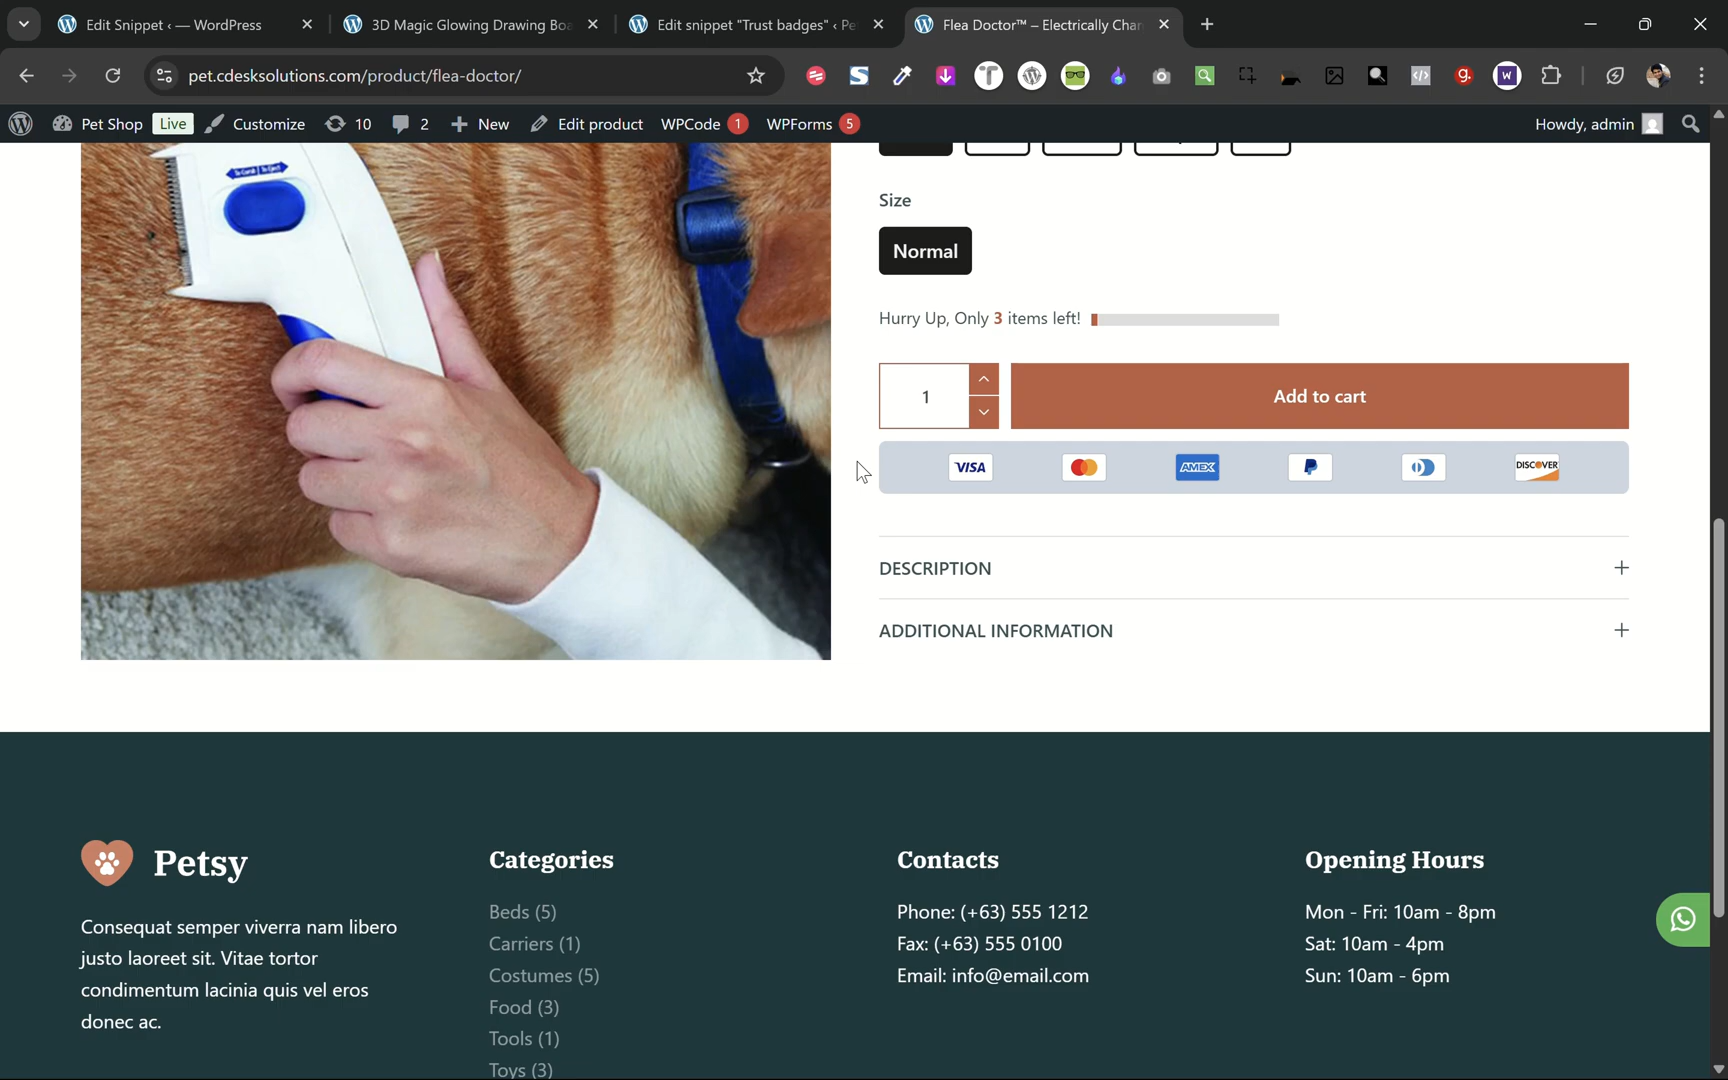 Edit Snippet ‹ — WordPress
3D Magic Glowing Drawing Boa
Edit snippet "Trust badges" ‹ Pe
Flea Doctor™ – Electrically Char
pet.cdesksolutions.com/product/flea-doctor/
Pet Shop Live Customize 10 2 New Edit product WPCode 1 WPForms 5 Howdy, admin
Size
Normal
Hurry Up, Only 3 items left!
1
Add to cart
VISA AMEX DISCOVER
DESCRIPTION
ADDITIONAL INFORMATION
Petsy
Consequat semper viverra nam libero
justo laoreet sit. Vitae tortor
condimentum lacinia quis vel eros
donec ac.
Categories
Beds (5)
Carriers (1)
Costumes (5)
Food (3)
Tools (1)
Toys (3)
Contacts
Phone: (+63) 555 1212
Fax: (+63) 555 0100
Email: info@email.com
Opening Hours
Mon - Fri: 10am - 8pm
Sat: 10am - 4pm
Sun: 10am - 6pm